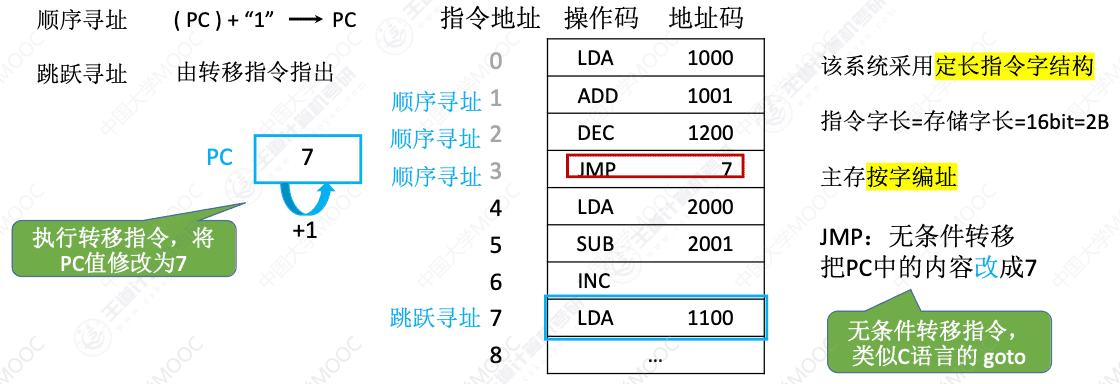 顺序寻址 ( PC ) + “1” → PC
跳跃寻址 由转移指令指出
PC 7
+1
执行转移指令，将
PC值修改为7
指令地址 操作码 地址码
0 LDA 1000
顺序寻址 1 ADD 1001
顺序寻址 2 DEC 1200
顺序寻址 3 JMP 7
4 LDA 2000
5 SUB 2001
6 INC
跳跃寻址 7 LDA 1100
8 ...
该系统采用定长指令字结构
指令字长=存储字长=16bit=2B
主存按字编址
JMP：无条件转移
把PC中的内容改成7
无条件转移指令，
类似C语言的 goto